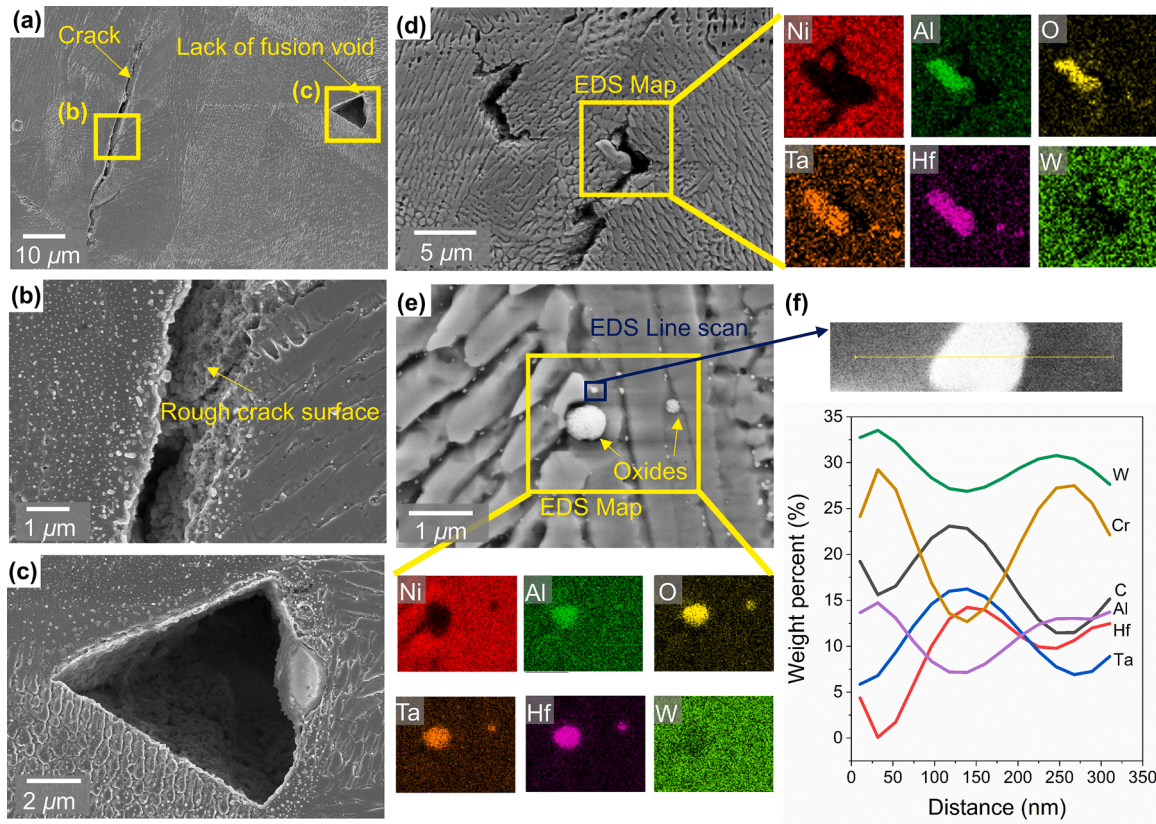 (a)
Crack
Lack of fusion void
(b)
(c)
10 µm
(b)
Rough crack surface
1 µm
(c)
2 µm
(d)
EDS Map
5 µm
Ni
Al
O
Ta
Hf
W
(e)
EDS Line scan
Oxides
EDS Map
1 µm
Ni
Al
O
Ta
Hf
W
(f)
Weight percent (%)
35
30
25
20
15
10
5
0
W
Cr
C
Al
Hf
Ta
0 50 100 150 200 250 300 350
Distance (nm)